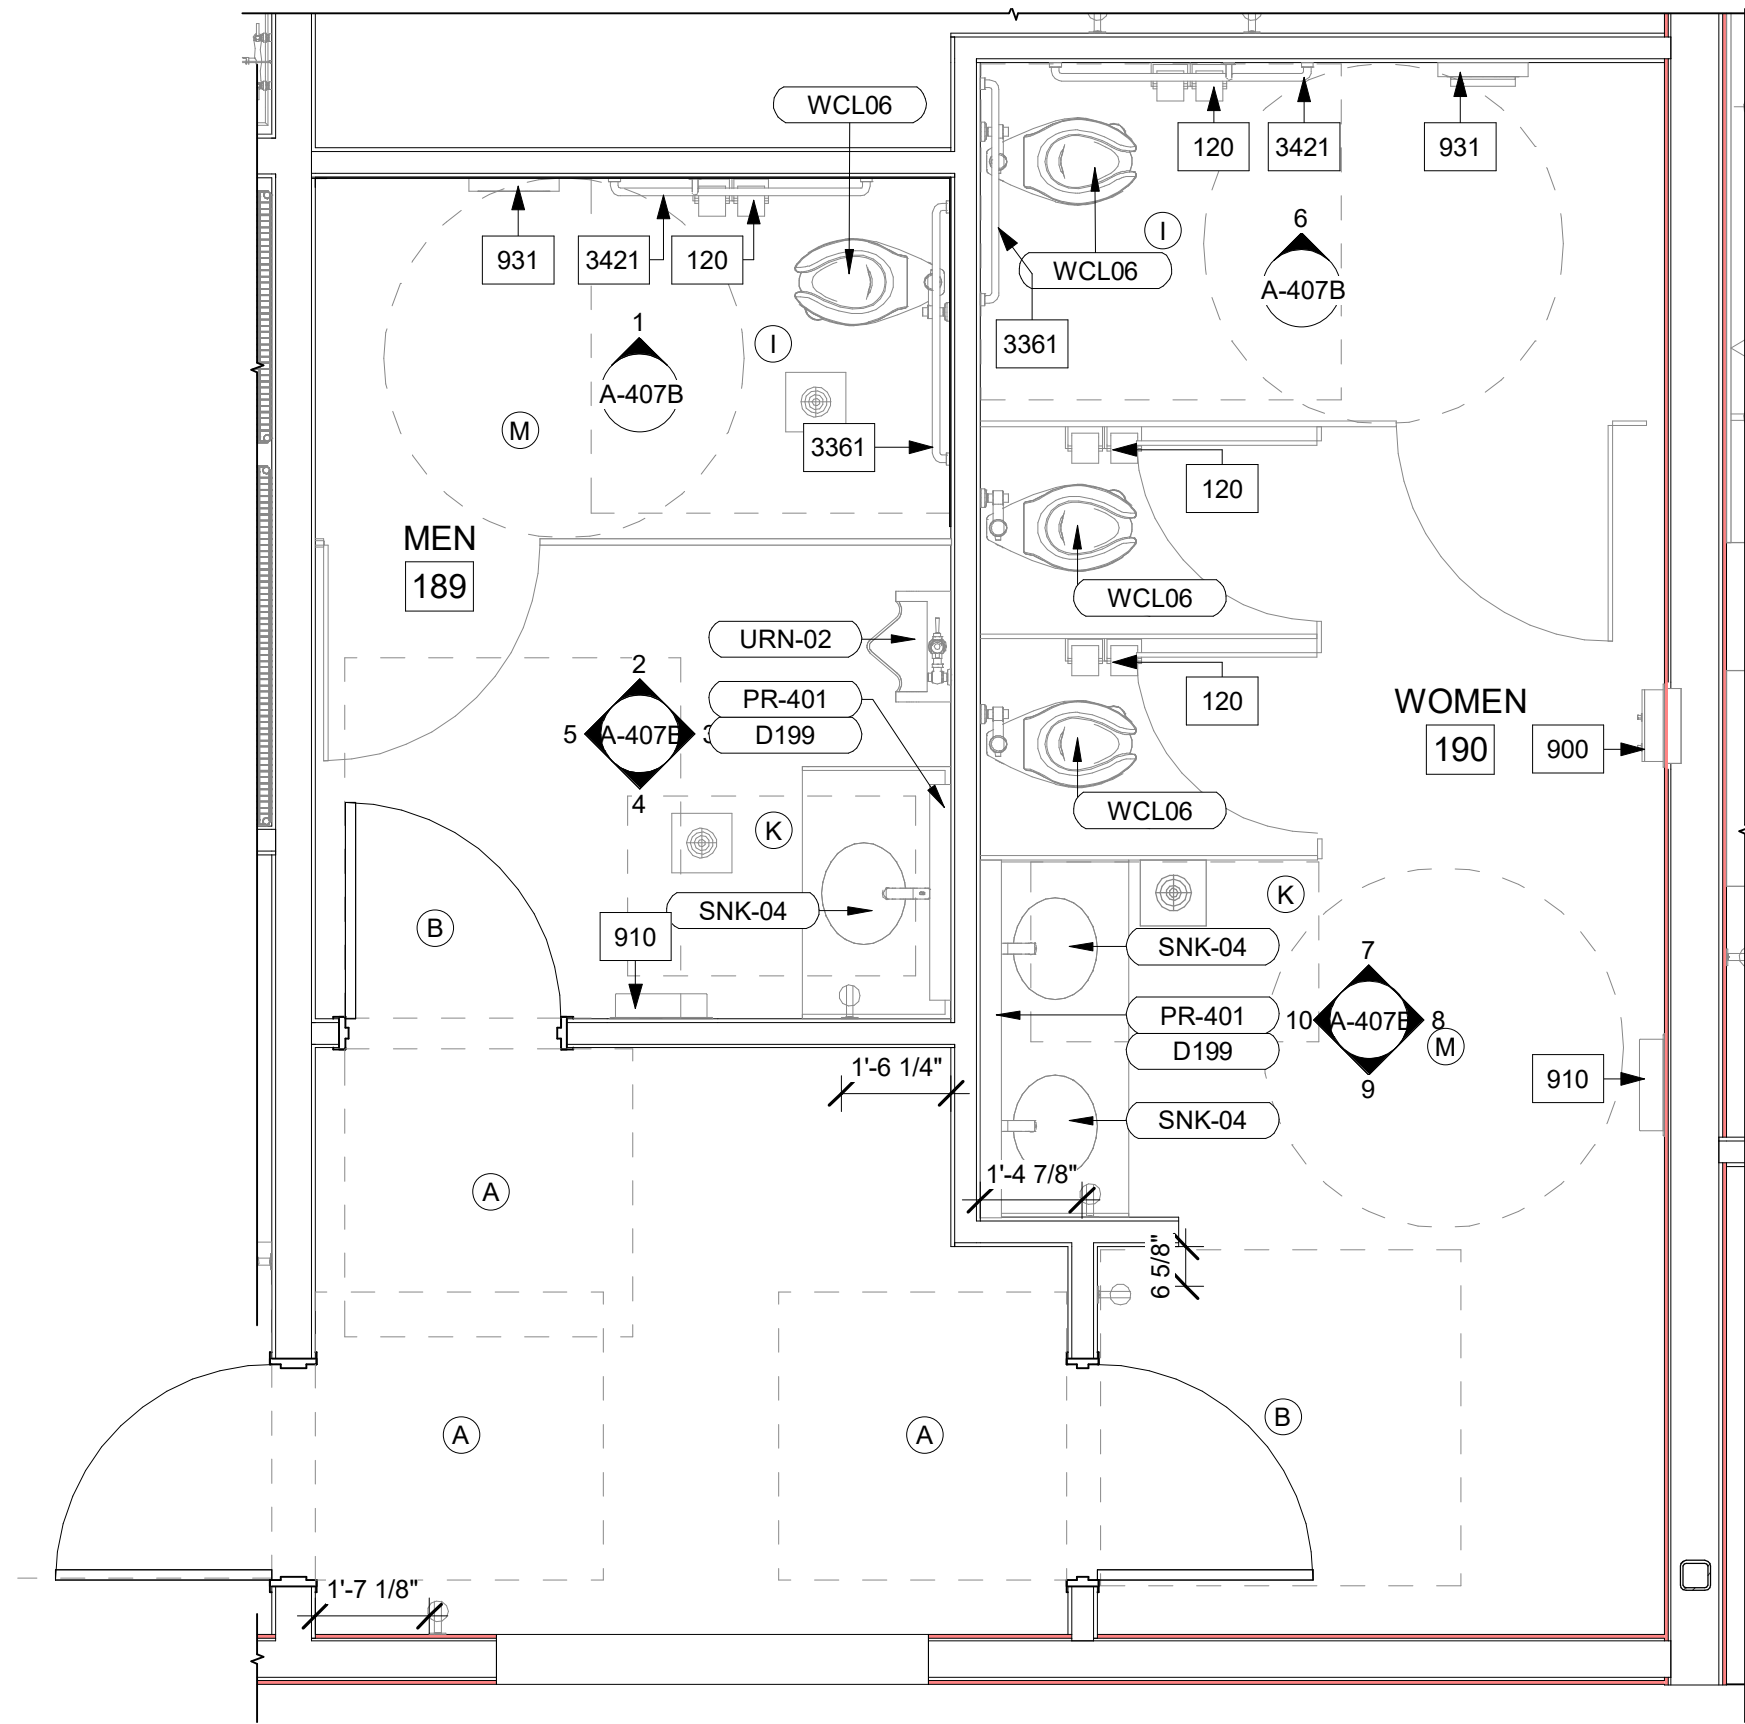 WCL06
120
3421
931
931
3421
120
I
6
WCL06
A-407B
1
I
3361
A-407B
M
3361
120
MEN
189
WCL06
URN-02
2
PR-401
120
WOMEN
5
A-407B
3
D199
190
900
4
WCL06
K
K
SNK-04
B
910
SNK-04
7
PR-401
10
A-407B
8
D199
M
1'-6 1/4"
910
9
SNK-04
1'-4 7/8"
A
6 5/8"
B
A
A
1'-7 1/8"